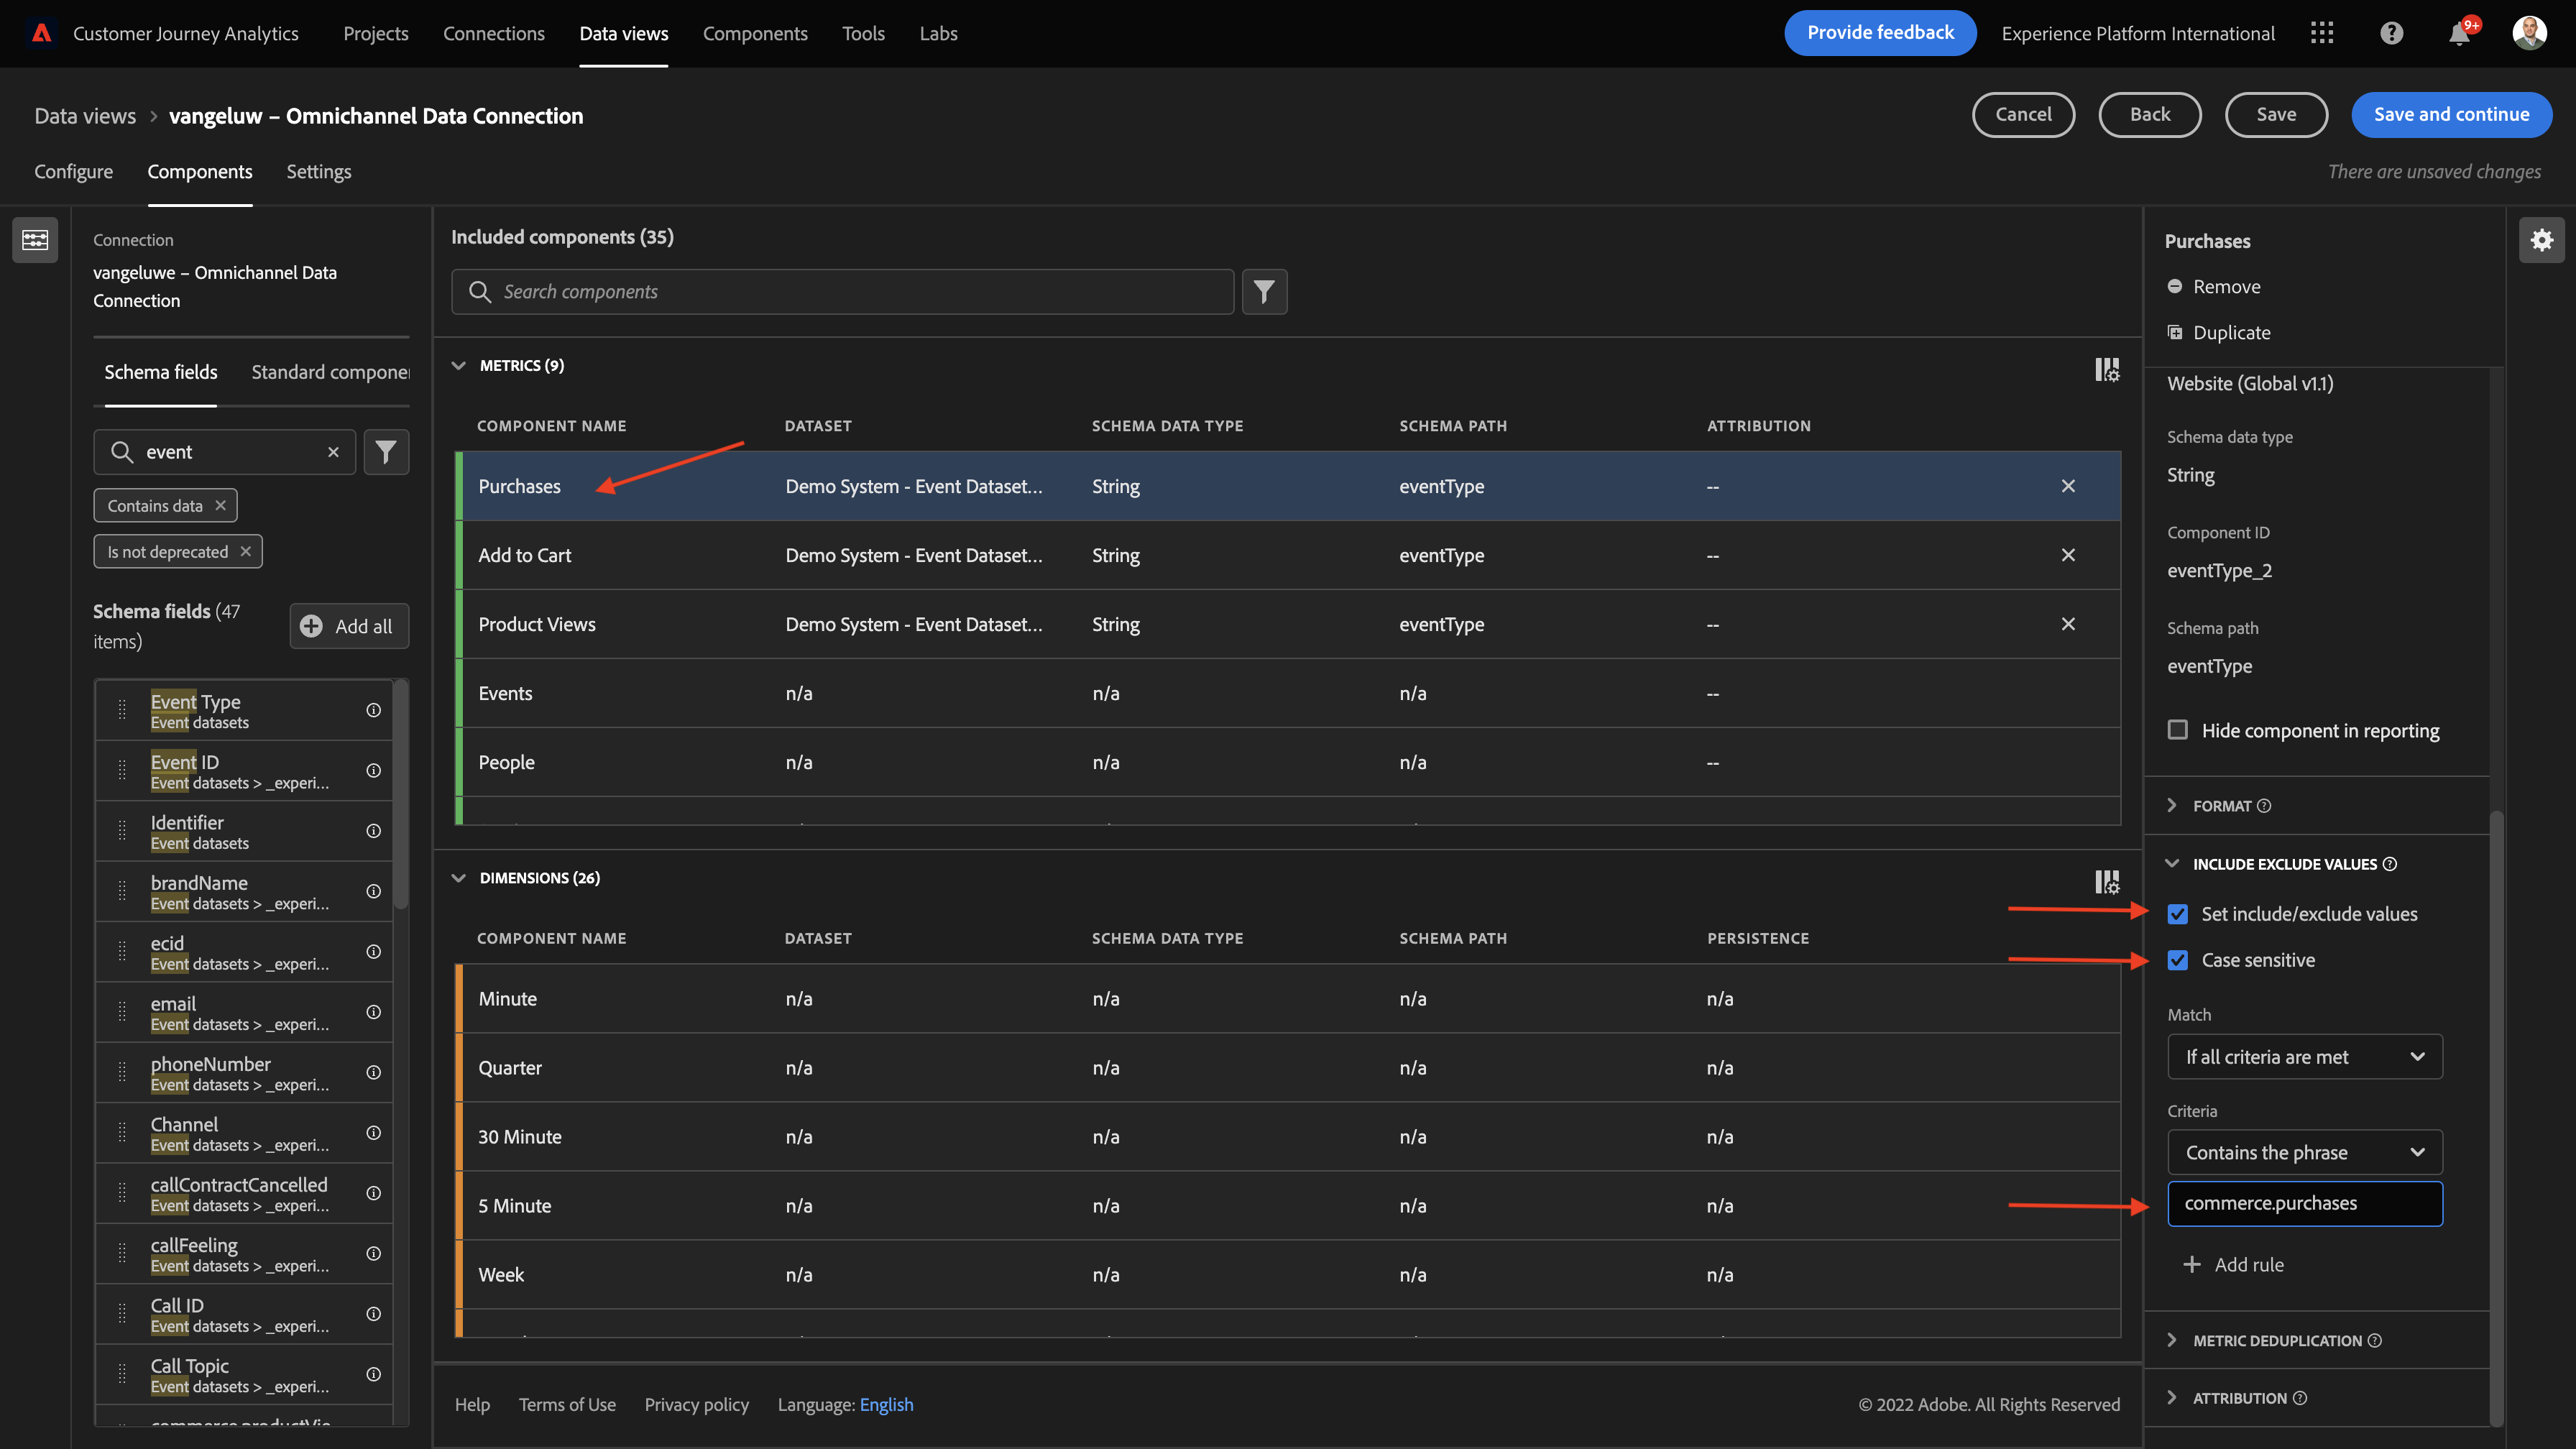 Customer Journey Analytics Projects Connections Data views Components Tools Labs Provide feedback Experience Platform International 9+
Data views > vangeluw – Omnichannel Data Connection Cancel Back Save Save and continue
Configure Components Settings There are unsaved changes
Connection
vangeluwe – Omnichannel Data
Connection
Schema fields Standard compone
event
Contains data
Is not deprecated
Schema fields (47
items)
Add all
Event Type
Event datasets
Event ID
Event datasets > _experi...
Identifier
Event datasets
brandName
Event datasets > _experi...
ecid
Event datasets > _experi...
email
Event datasets > _experi...
phoneNumber
Event datasets > _experi...
Channel
Event datasets > _experi...
callContractCancelled
Event datasets > _experi...
callFeeling
Event datasets > _experi...
Call ID
Event datasets > _experi...
Call Topic
Event datasets > _experi...
Included components (35)
Search components
METRICS (9)
COMPONENT NAME DATASET SCHEMA DATA TYPE SCHEMA PATH ATTRIBUTION
Purchases Demo System - Event Dataset... String eventType --
Add to Cart Demo System - Event Dataset... String eventType --
Product Views Demo System - Event Dataset... String eventType --
Events n/a n/a n/a --
People n/a n/a n/a --
DIMENSIONS (26)
COMPONENT NAME DATASET SCHEMA DATA TYPE SCHEMA PATH PERSISTENCE
Minute n/a n/a n/a n/a
Quarter n/a n/a n/a n/a
30 Minute n/a n/a n/a n/a
5 Minute n/a n/a n/a n/a
Week n/a n/a n/a n/a
Help Terms of Use Privacy policy Language: English © 2022 Adobe. All Rights Reserved
Purchases
Remove
Duplicate
Website (Global v1.1)
Schema data type
String
Component ID
eventType_2
Schema path
eventType
Hide component in reporting
FORMAT
INCLUDE EXCLUDE VALUES
Set include/exclude values
Case sensitive
Match
If all criteria are met
Criteria
Contains the phrase
commerce.purchases
Add rule
METRIC DEDUPLICATION
ATTRIBUTION